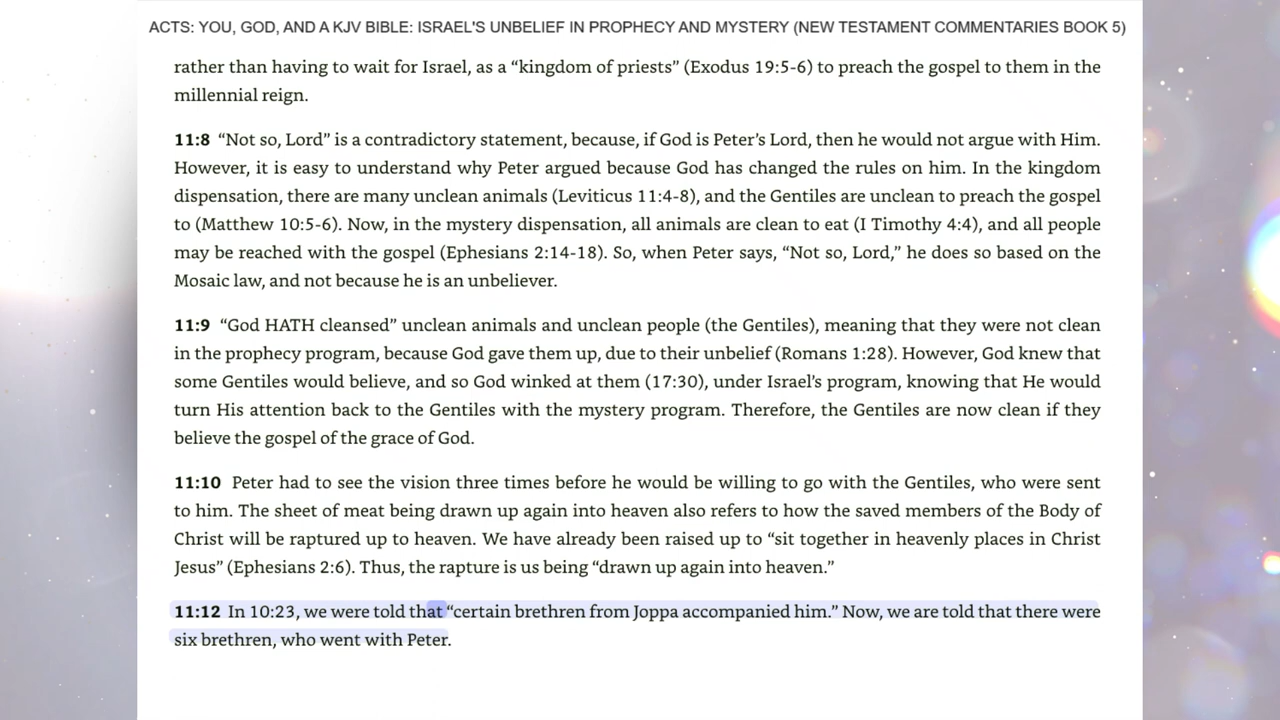 ACTS: YOU, GOD, AND A KJV BIBLE: ISRAEL'S UNBELIEF IN PROPHECY AND MYSTERY (NEW TESTAMENT COMMENTARIES BOOK 5)
rather than having to wait for Israel, as a “kingdom of priests” (Exodus 19:5-6) to preach the gospel to them in the
millennial reign.
11:8 “Not so, Lord” is a contradictory statement, because, if God is Peter’s Lord, then he would not argue with Him.
However, it is easy to understand why Peter argued because God has changed the rules on him. In the kingdom
dispensation, there are many unclean animals (Leviticus 11:4-8), and the Gentiles are unclean to preach the gospel
to (Matthew 10:5-6). Now, in the mystery dispensation, all animals are clean to eat (I Timothy 4:4), and all people
may be reached with the gospel (Ephesians 2:14-18). So, when Peter says, “Not so, Lord,” he does so based on the
Mosaic law, and not because he is an unbeliever.
11:9 “God HATH cleansed” unclean animals and unclean people (the Gentiles), meaning that they were not clean
in the prophecy program, because God gave them up, due to their unbelief (Romans 1:28). However, God knew that
some Gentiles would believe, and so God winked at them (17:30), under Israel’s program, knowing that He would
turn His attention back to the Gentiles with the mystery program. Therefore, the Gentiles are now clean if they
believe the gospel of the grace of God.
11:10 Peter had to see the vision three times before he would be willing to go with the Gentiles, who were sent
to him. The sheet of meat being drawn up again into heaven also refers to how the saved members of the Body of
Christ will be raptured up to heaven. We have already been raised up to “sit together in heavenly places in Christ
Jesus” (Ephesians 2:6). Thus, the rapture is us being “drawn up again into heaven.”
11:12 In 10:23, we were told that “certain brethren from Joppa accompanied him.” Now, we are told that there were
six brethren, who went with Peter.